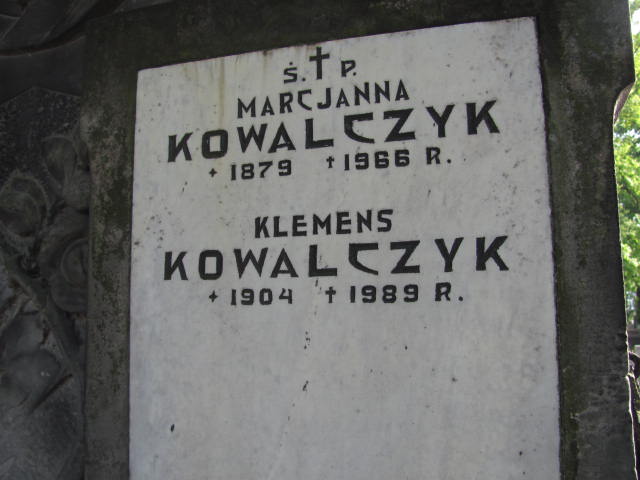 Ś. † P.
MARCJANNA
KOWALCZYK
+ 1879 † 1966 R.
KLEMENS
KOWALCZYK
+ 1904 † 1989 R.